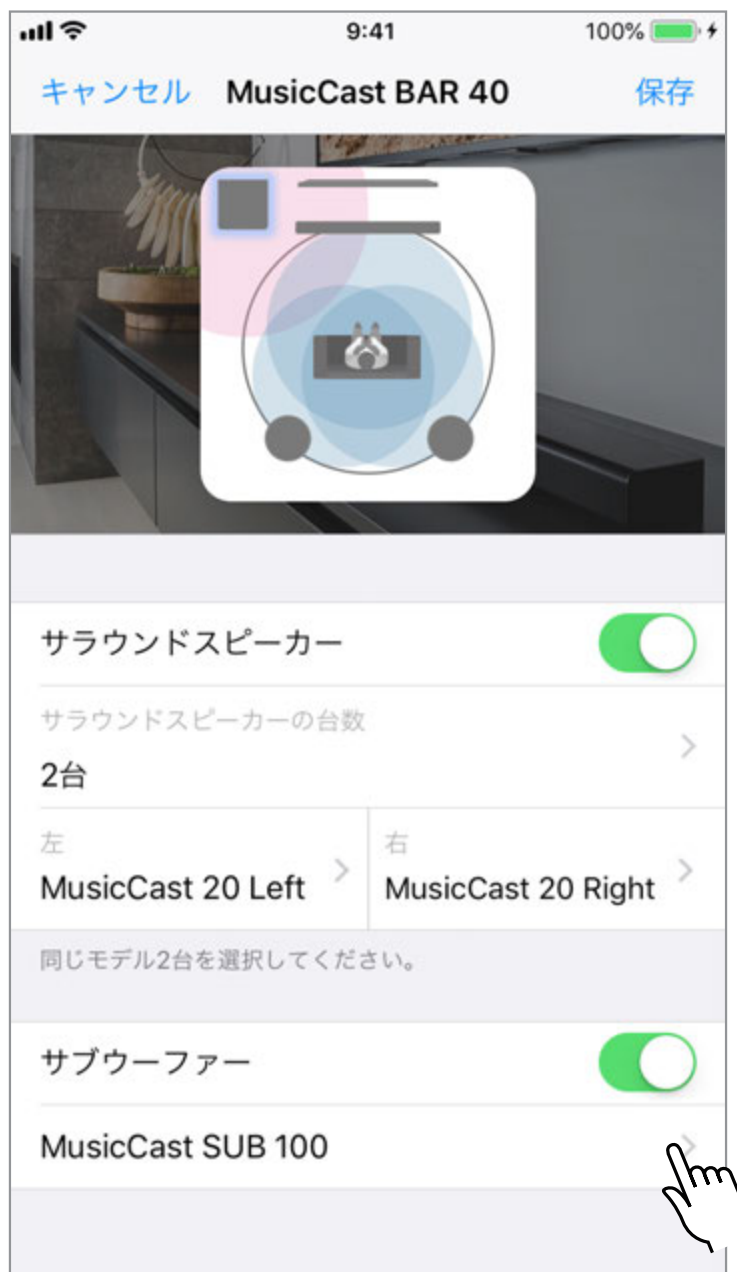 9:41
100%
キャンセル MusicCast BAR 40 保存
サラウンドスピーカー
サラウンドスピーカーの台数
2台
左
MusicCast 20 Left
右
MusicCast 20 Right
同じモデル2台を選択してください。
サブウーファー
MusicCast SUB 100